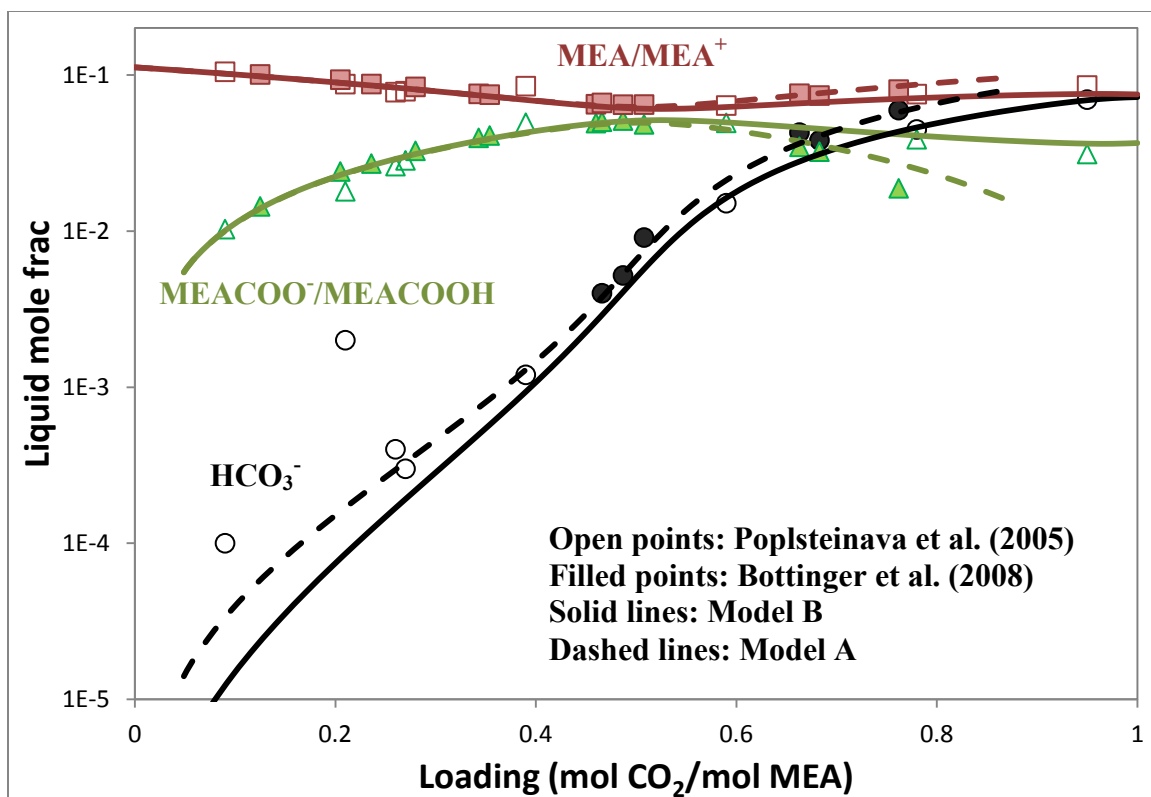 MEA/MEA⁺
1E-1
1E-2
1E-3
1E-4
1E-5
Liquid mole frac
MEACOO⁻/MEACOOH
HCO₃⁻
Open points: Poplsteinava et al. (2005)
Filled points: Bottinger et al. (2008)
Solid lines: Model B
Dashed lines: Model A
0
0.2
0.4
0.6
0.8
1
Loading (mol CO₂/mol MEA)